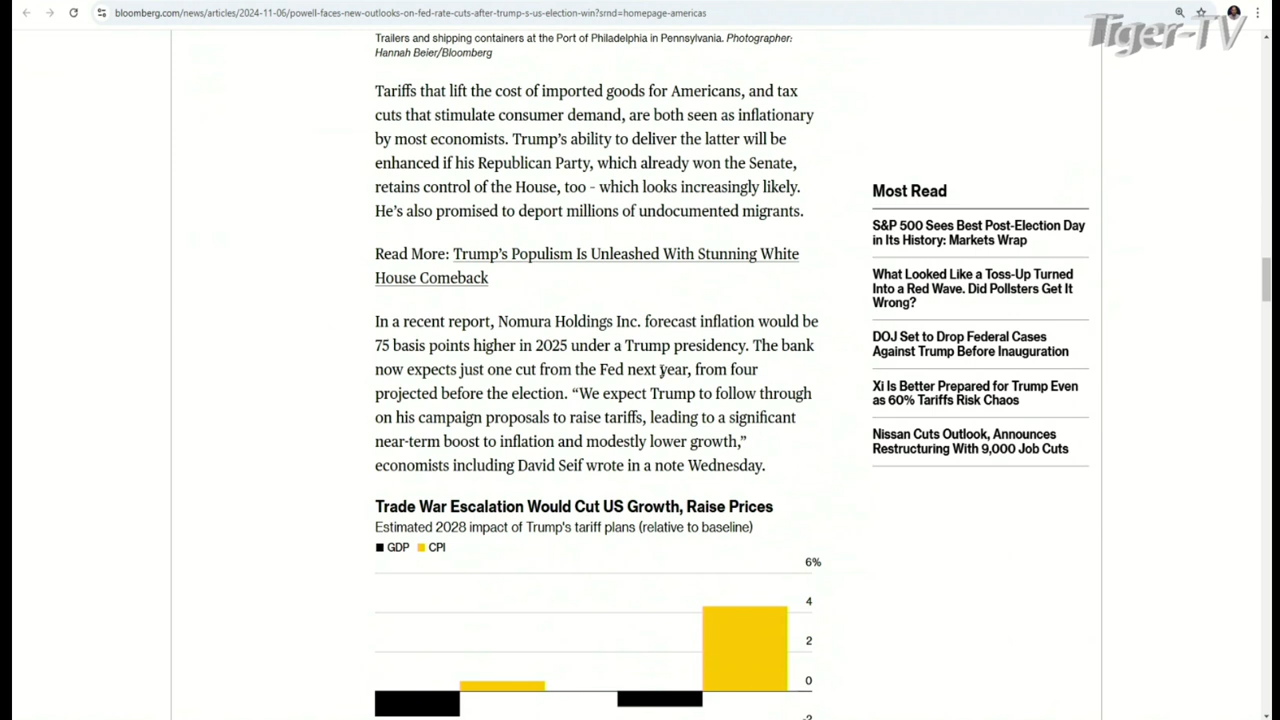 bloomberg.com/news/articles/2024-11-06/powell-faces-new-outlooks-on-fed-rate-cuts-after-trump-s-us-election-win?srnd=homepage-americas
Tiger-TV
Trailers and shipping containers at the Port of Philadelphia in Pennsylvania. Photographer:
Hannah Beier/Bloomberg
Tariffs that lift the cost of imported goods for Americans, and tax
cuts that stimulate consumer demand, are both seen as inflationary
by most economists. Trump’s ability to deliver the latter will be
enhanced if his Republican Party, which already won the Senate,
retains control of the House, too – which looks increasingly likely.
He’s also promised to deport millions of undocumented migrants.
Read More: Trump’s Populism Is Unleashed With Stunning White
House Comeback
In a recent report, Nomura Holdings Inc. forecast inflation would be
75 basis points higher in 2025 under a Trump presidency. The bank
now expects just one cut from the Fed next year, from four
projected before the election. “We expect Trump to follow through
on his campaign proposals to raise tariffs, leading to a significant
near-term boost to inflation and modestly lower growth,”
economists including David Seif wrote in a note Wednesday.
Trade War Escalation Would Cut US Growth, Raise Prices
Estimated 2028 impact of Trump's tariff plans (relative to baseline)
GDP CPI
6%
4
2
0
-2
Most Read
S&P 500 Sees Best Post-Election Day
in Its History: Markets Wrap
What Looked Like a Toss-Up Turned
Into a Red Wave. Did Pollsters Get It
Wrong?
DOJ Set to Drop Federal Cases
Against Trump Before Inauguration
Xi Is Better Prepared for Trump Even
as 60% Tariffs Risk Chaos
Nissan Cuts Outlook, Announces
Restructuring With 9,000 Job Cuts